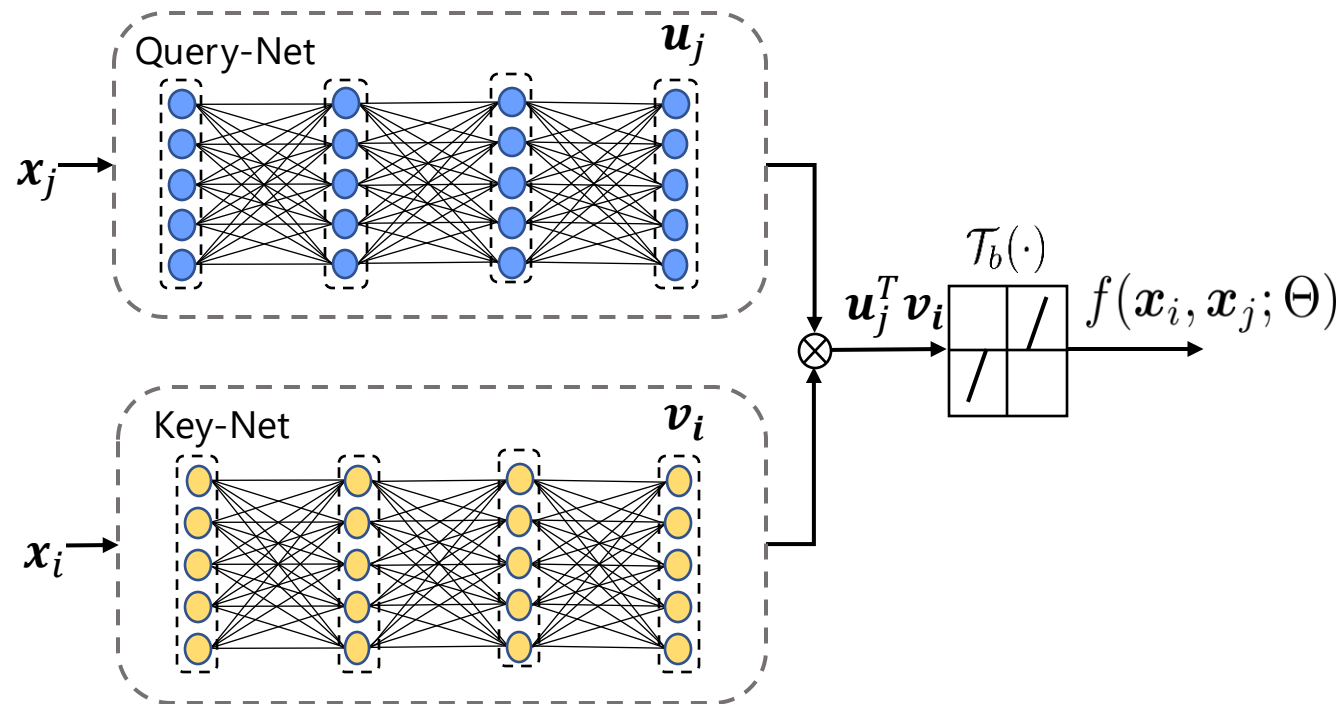 Query-Net
u_j
x_j
T_b(·)
u_j^T v_i
f(x_i, x_j; Θ)
Key-Net
v_i
x_i